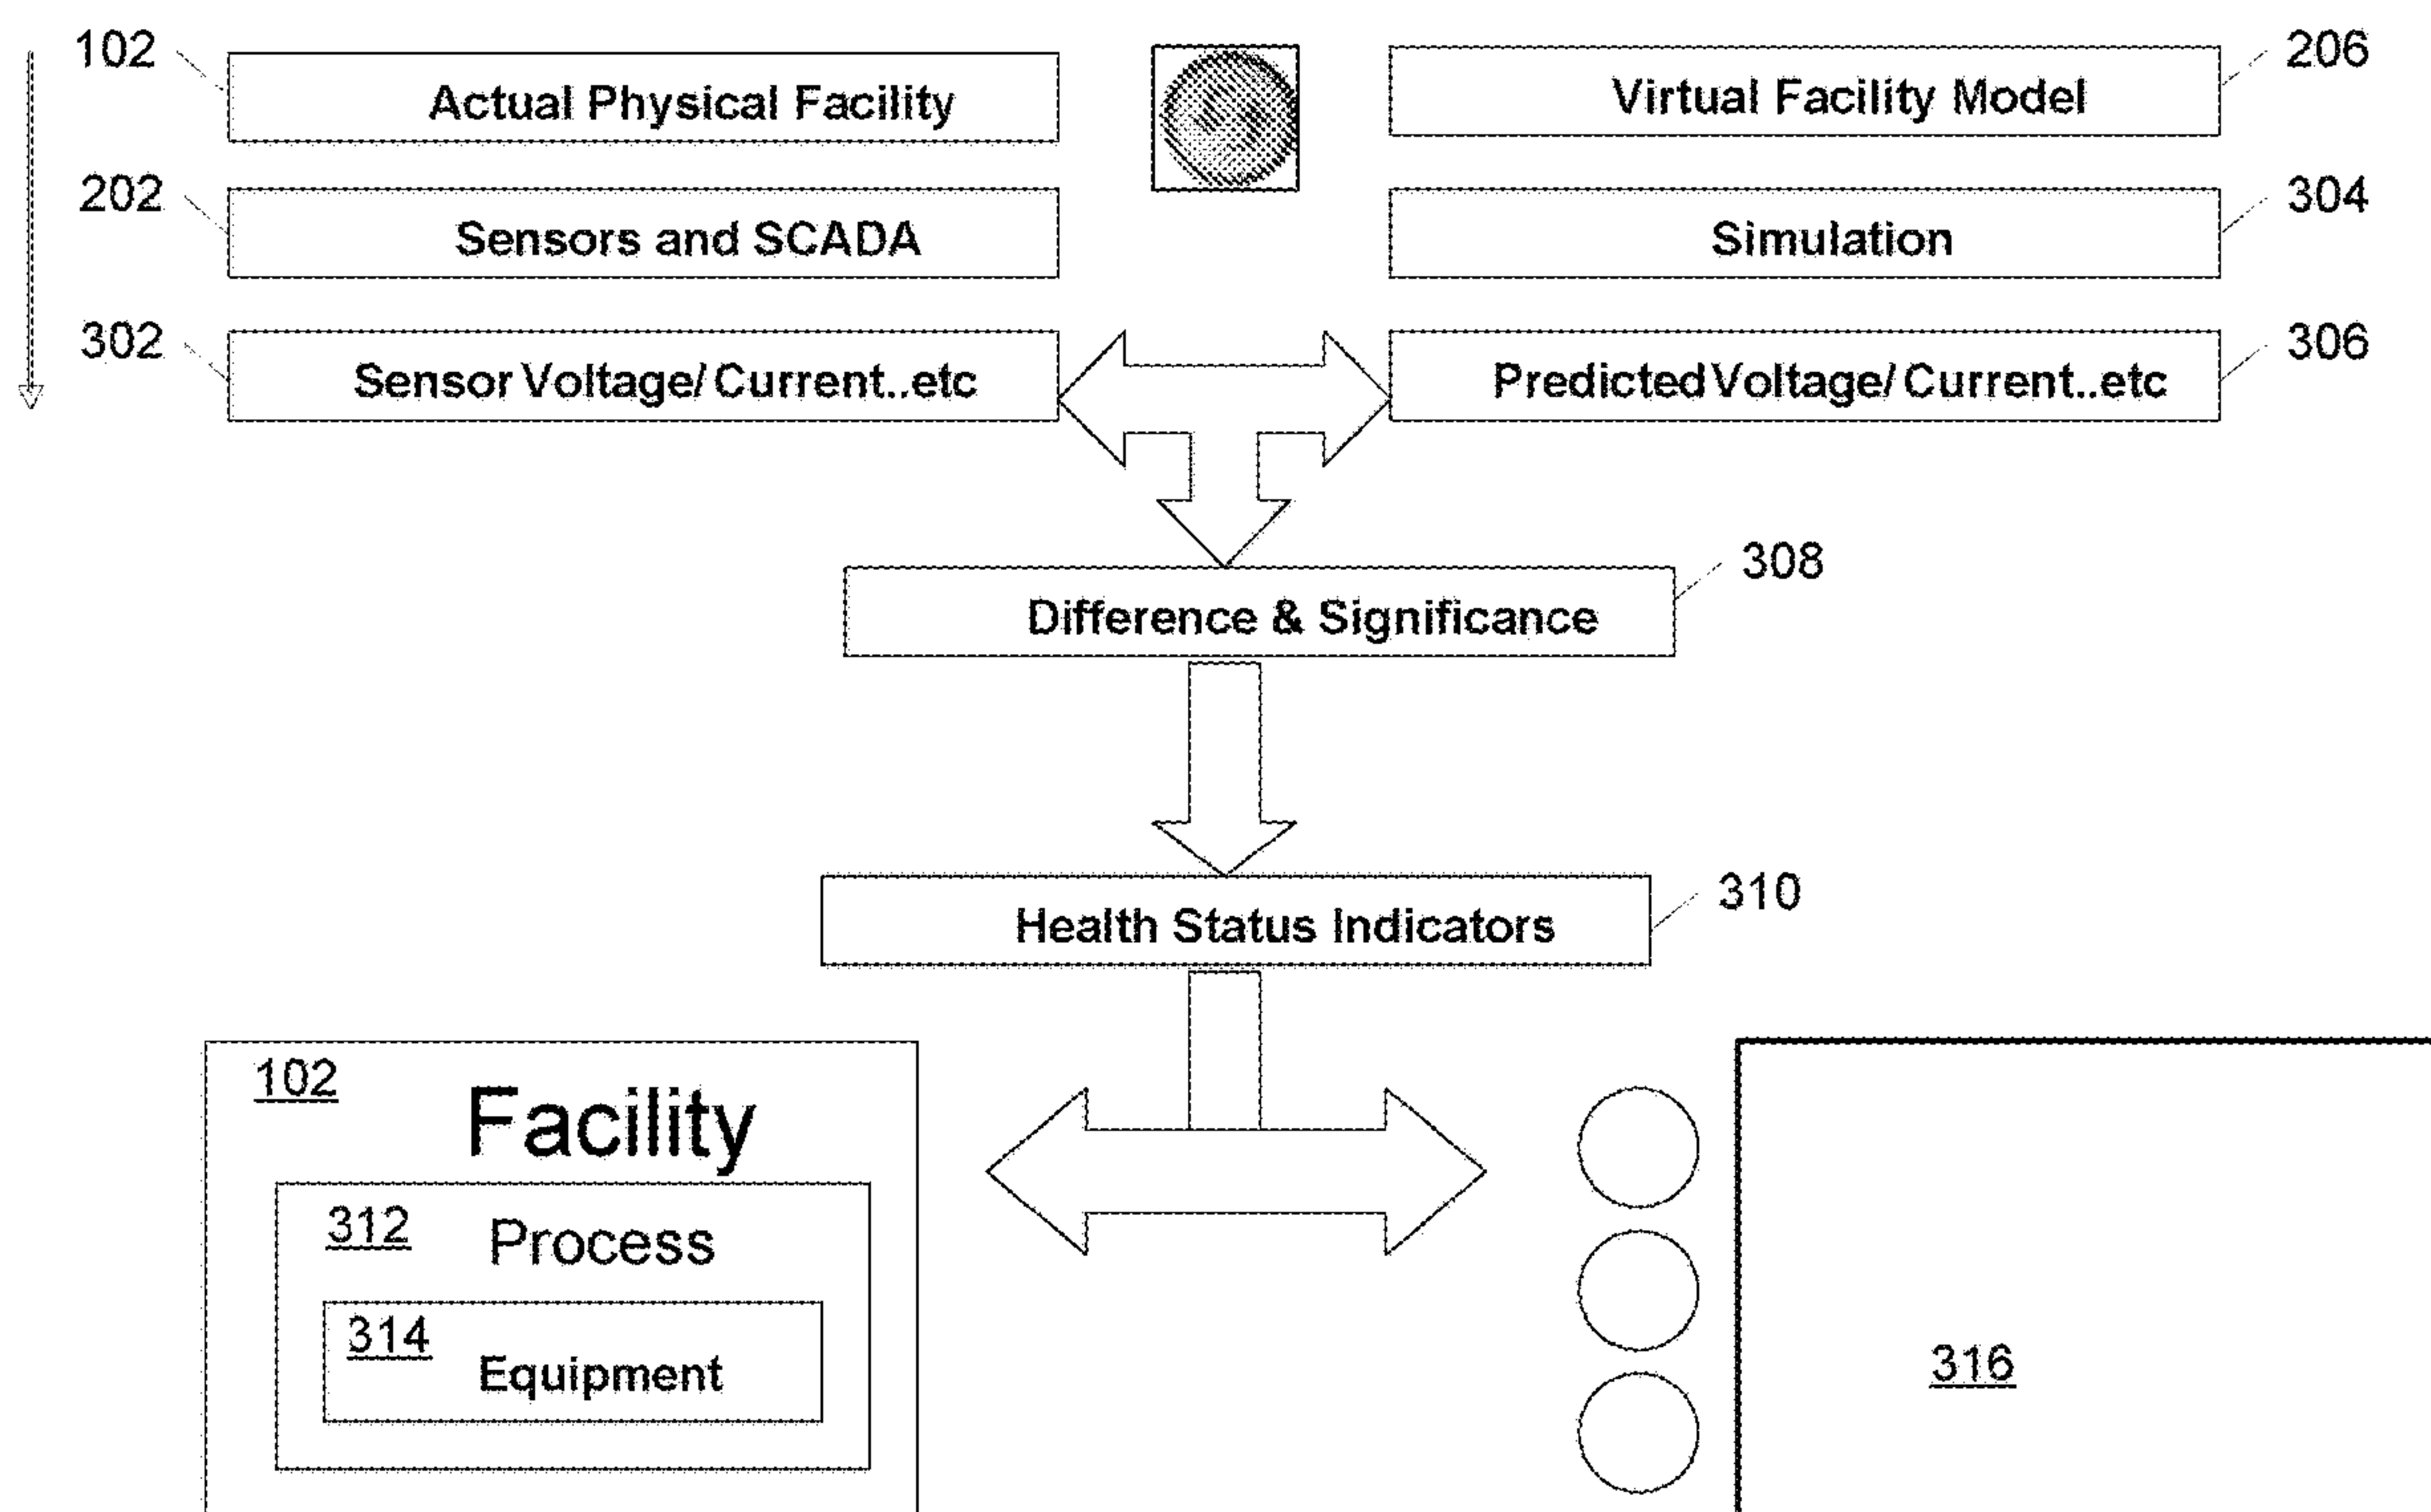 102
Actual Physical Facility
Virtual Facility Model
206
202
Sensors and SCADA
Simulation
304
302
Sensor Voltage/ Current..etc
Predicted Voltage/ Current..etc
306
308
Difference & Significance
310
Health Status Indicators
102
Facility
312
Process
314
Equipment
316